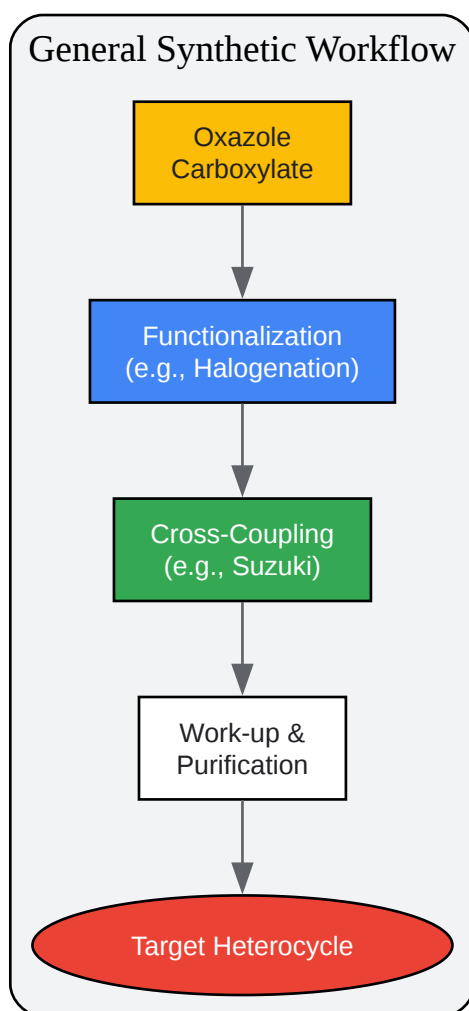 General Synthetic Workflow
Oxazole
Carboxylate
Functionalization
(e.g., Halogenation)
Cross-Coupling
(e.g., Suzuki)
Work-up &
Purification
Target Heterocycle